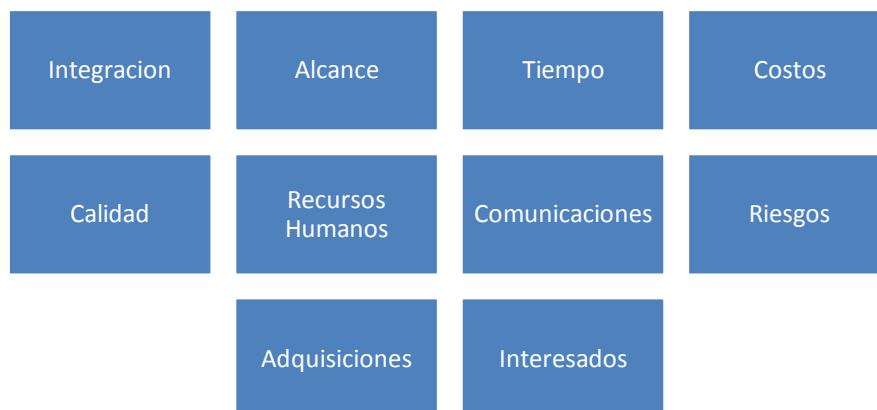 Integracion
Alcance
Tiempo
Costos
Calidad
Recursos
Humanos
Comunicaciones
Riesgos
Adquisiciones
Interesados